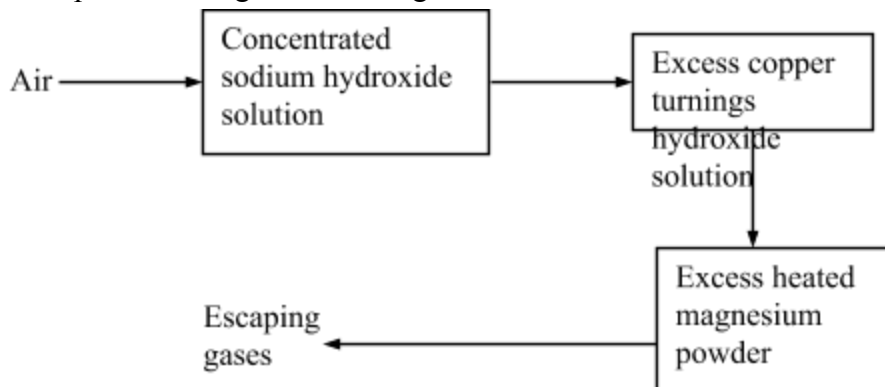 Air
Concentrated
sodium hydroxide
solution
Excess copper
turnings
hydroxide
solution
Excess heated
magnesium
powder
Escaping
gases